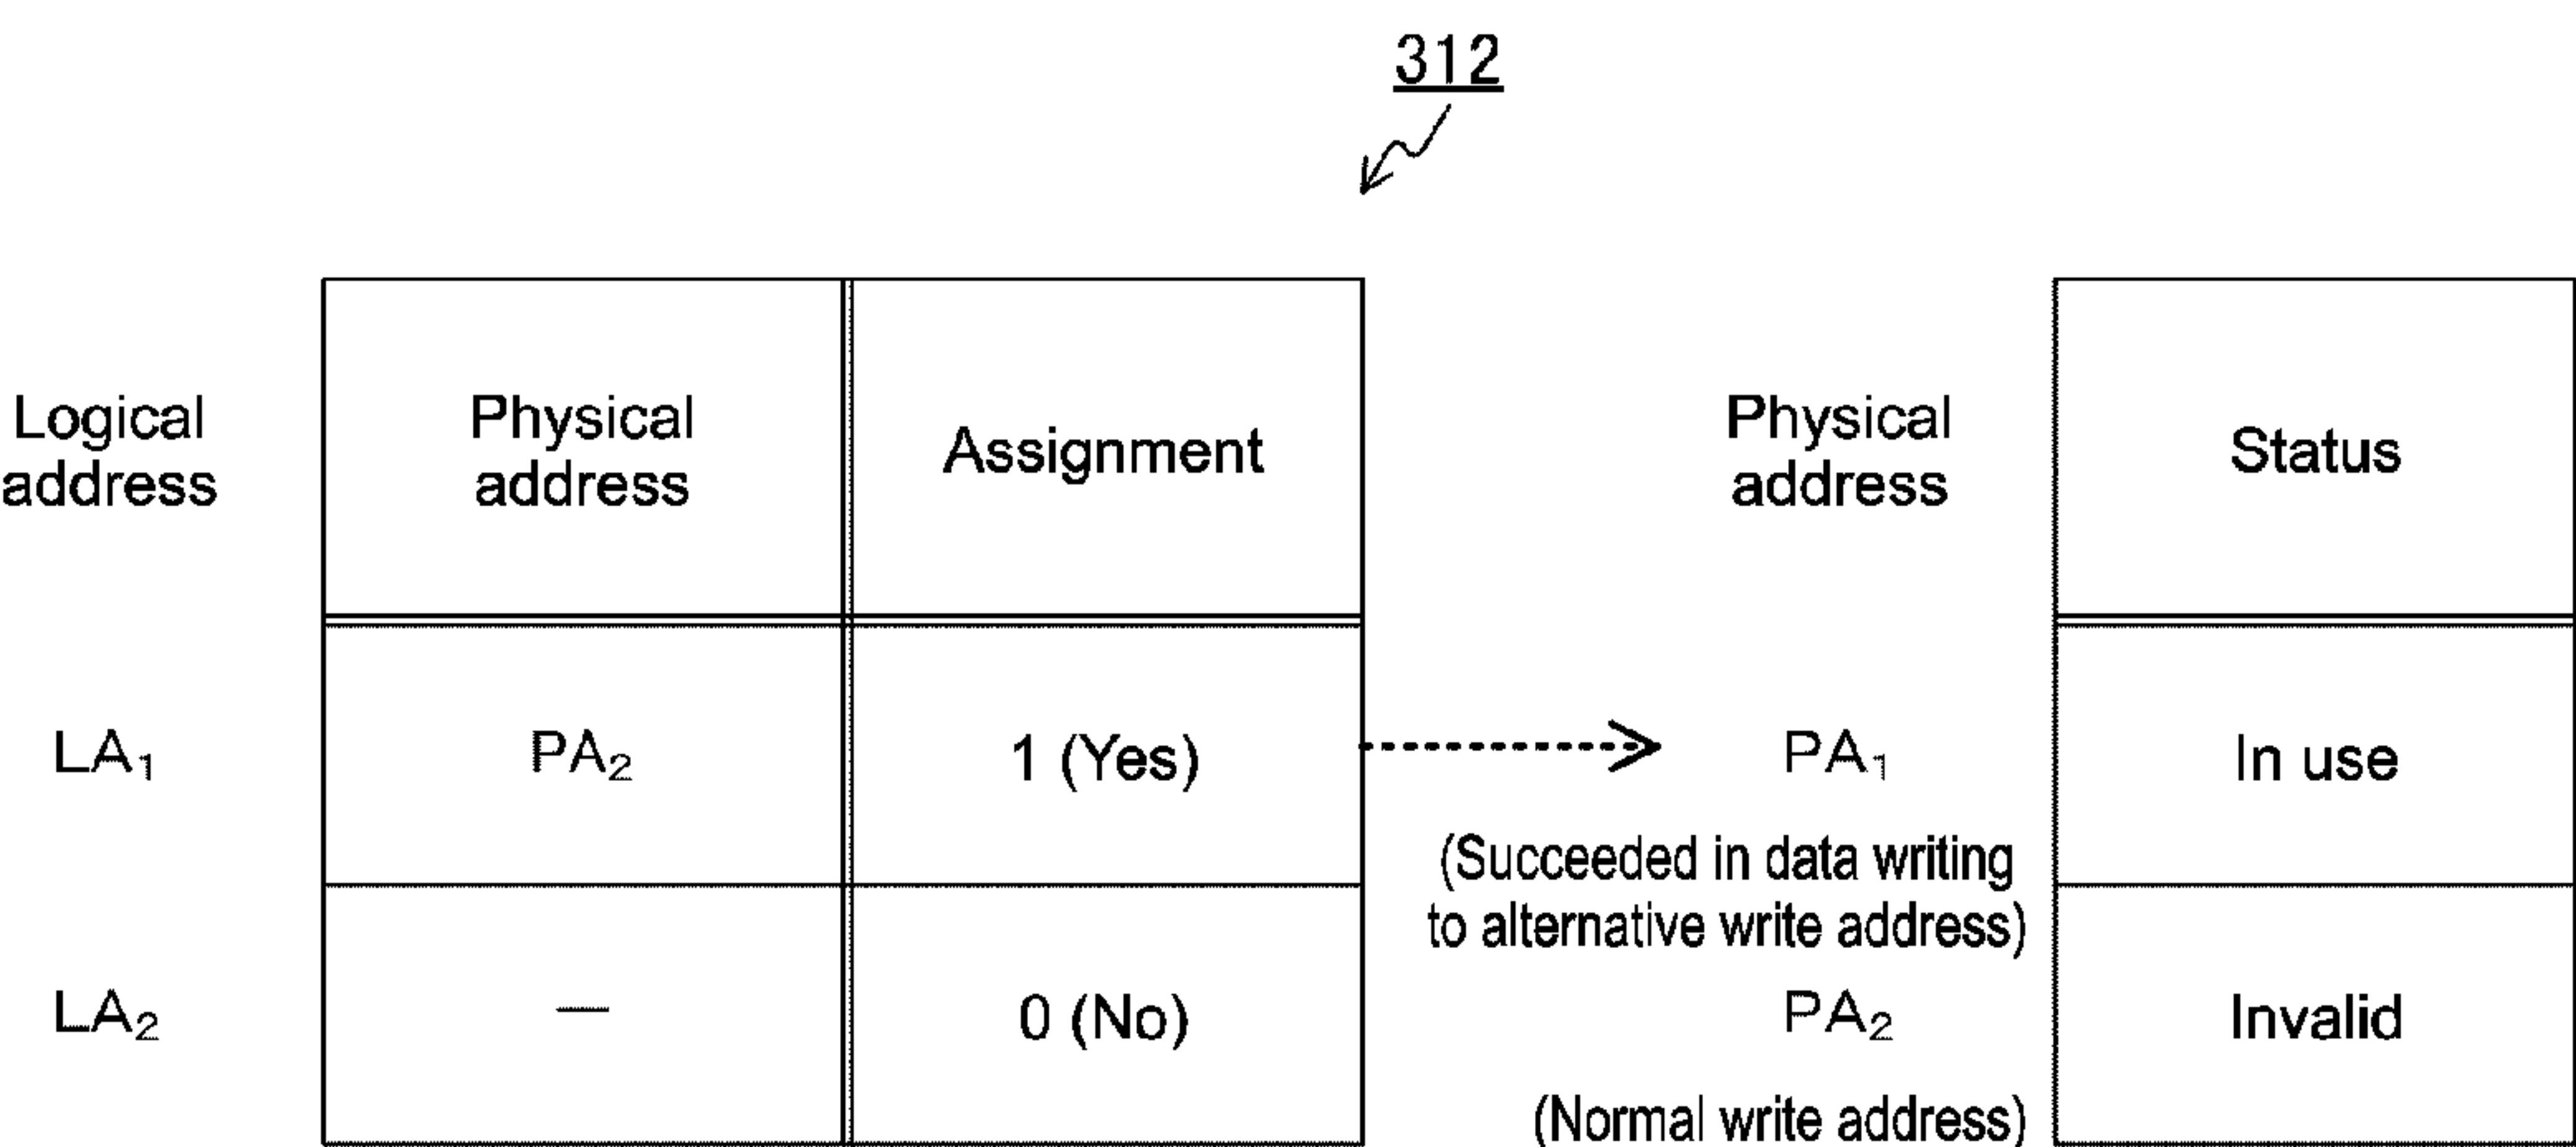 312
Logical
address
Physical
address
Assignment
Physical
address
Status
LA₁
PA₂
1 (Yes)
PA₁
In use
(Succeeded in data writing
to alternative write address)
LA₂
—
0 (No)
PA₂
Invalid
(Normal write address)